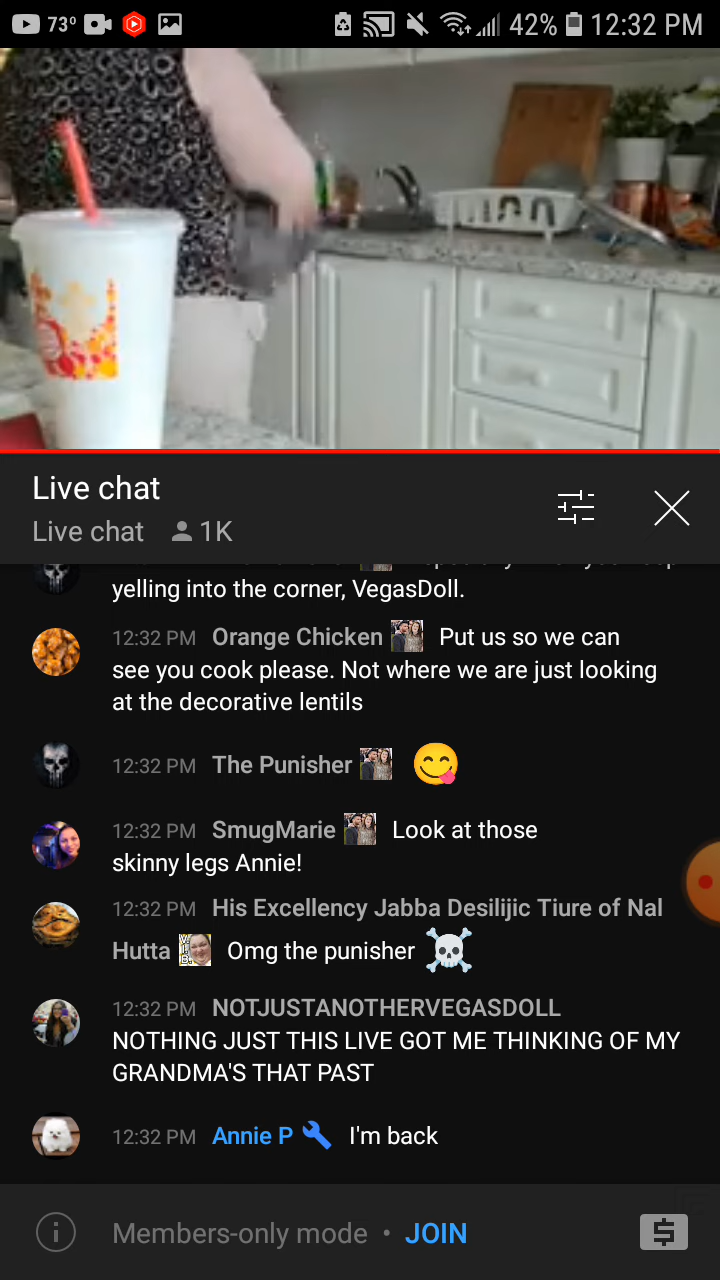 73°
42% 12:32 PM
Live chat
Live chat 1K
yelling into the corner, VegasDoll.
12:32 PM Orange Chicken Put us so we can
see you cook please. Not where we are just looking
at the decorative lentils
12:32 PM The Punisher
12:32 PM SmugMarie Look at those
skinny legs Annie!
12:32 PM His Excellency Jabba Desilijic Tiure of Nal
Hutta Omg the punisher
12:32 PM NOTJUSTANOTHERVEGASDOLL
NOTHING JUST THIS LIVE GOT ME THINKING OF MY
GRANDMA'S THAT PAST
12:32 PM Annie P I'm back
Members-only mode • JOIN